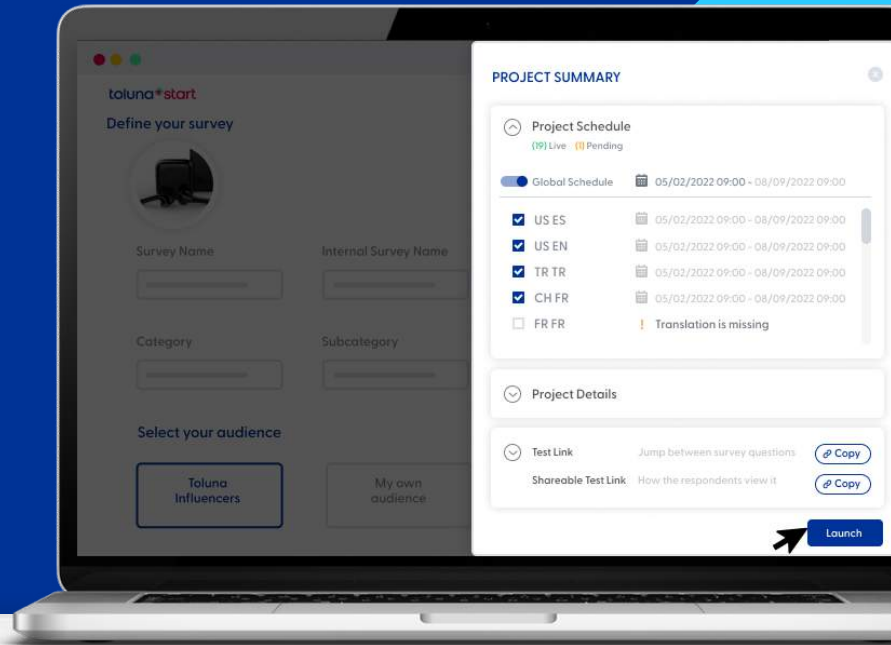 toluna*start
Define your survey
Survey Name
Internal Survey Name
Category
Subcategory
Select your audience
Toluna
Influencers
My own
audience
PROJECT SUMMARY
Project Schedule
(19) Live (1) Pending
Global Schedule 05/02/2022 09:00 - 08/09/2022 09:00
US ES 05/02/2022 09:00 - 08/09/2022 09:00
US EN 05/02/2022 09:00 - 08/09/2022 09:00
TR TR 05/02/2022 09:00 - 08/09/2022 09:00
CH FR 05/02/2022 09:00 - 08/09/2022 09:00
FR FR ! Translation is missing
Project Details
Test Link Jump between survey questions Copy
Shareable Test Link How the respondents view it Copy
Launch